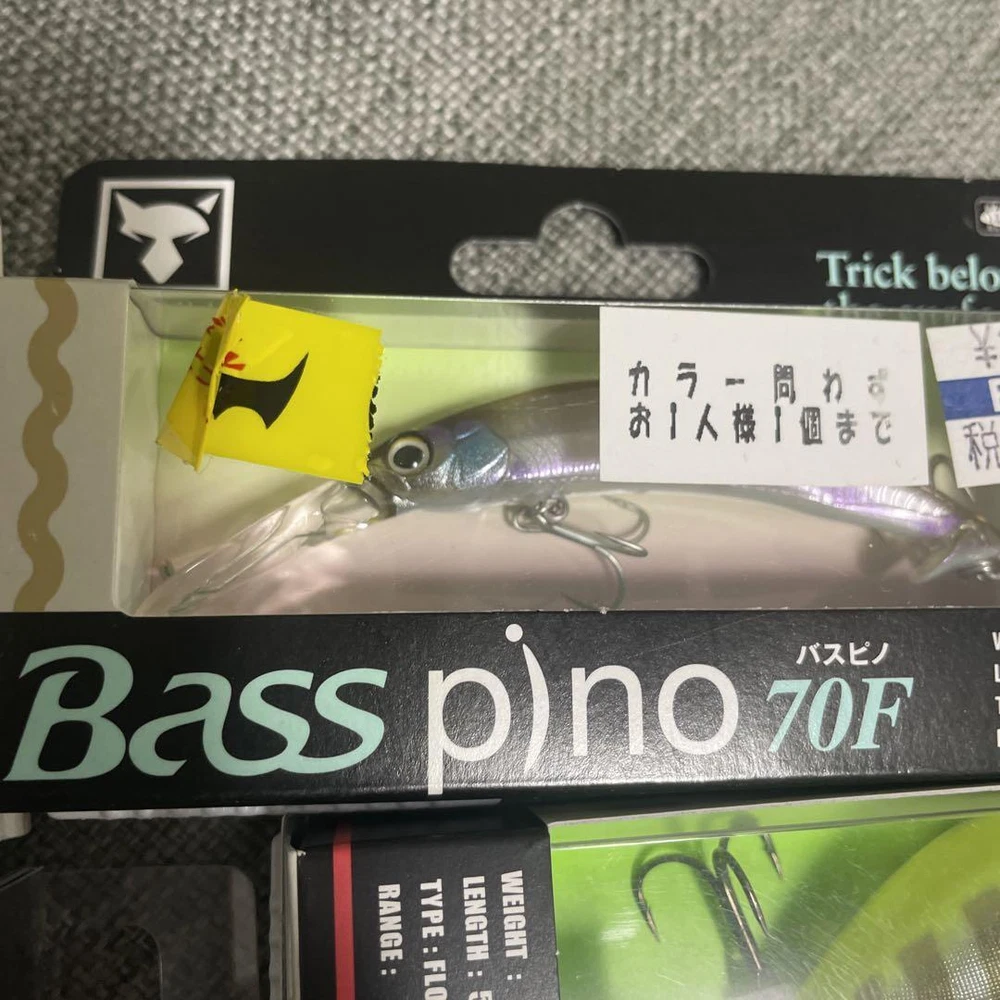 Trick belo
カラー問わず
お1人様1個まで
税
Bass pino
バスピノ
70F
WEIGHT :
LENGTH : 5
TYPE : FLO
RANGE :